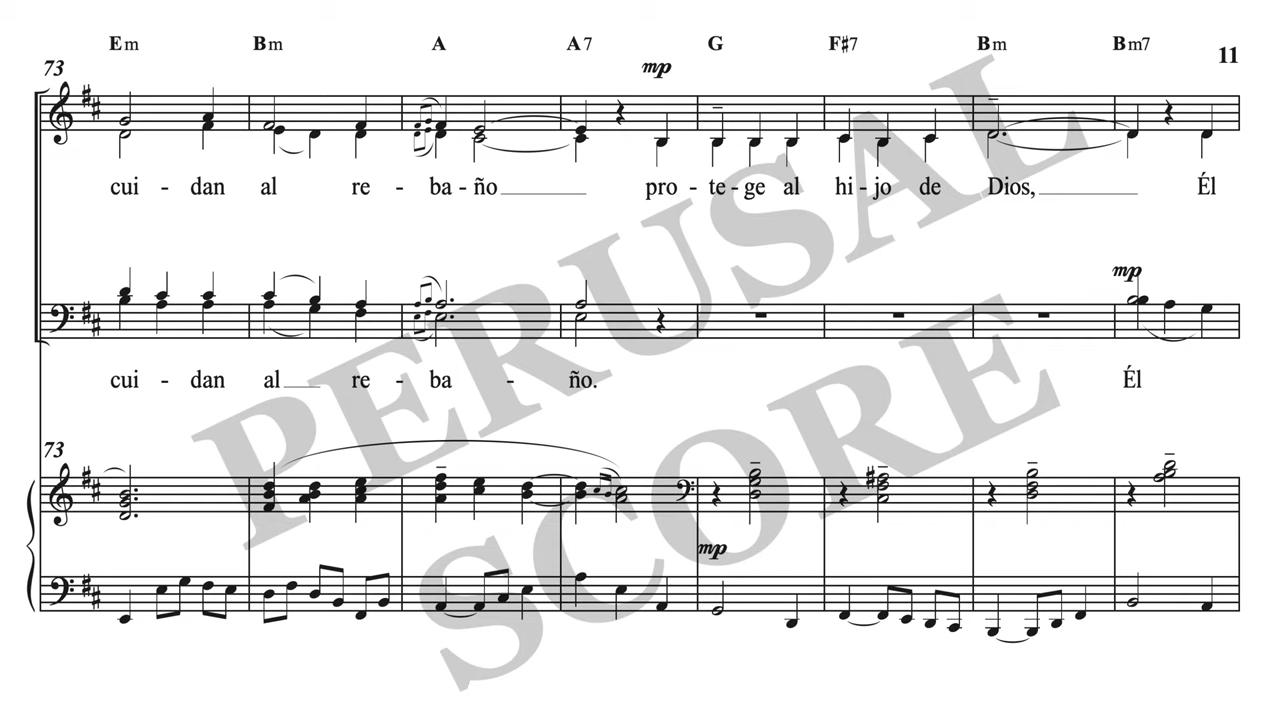 Em Bm A A7 G F#7 Bm Bm7
11
73
mp
cui - dan al re - ba - ño pro - te - ge al hi - jo de Dios, Él
mp
cui - dan al re - ba - ño. Él
73
mp
PERUSAL
SCORE